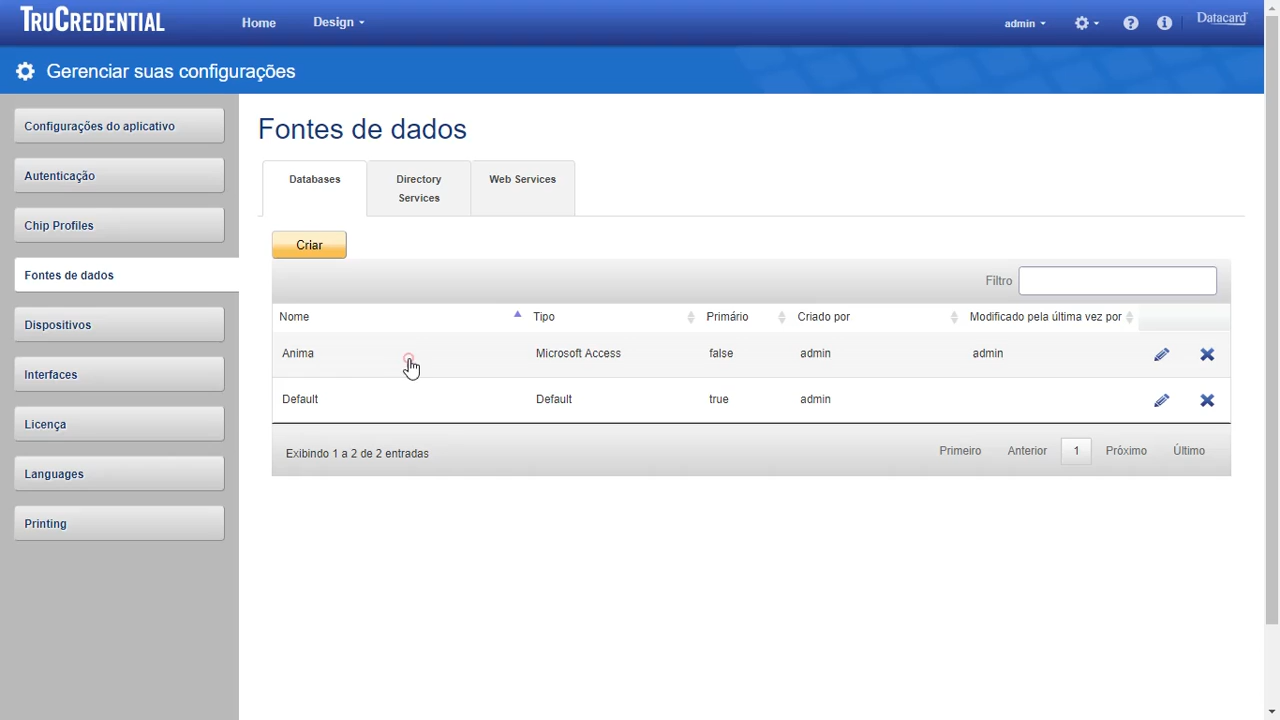 TRUCREDENTIAL
Home
Design
admin
Datacard
Gerenciar suas configurações
Configurações do aplicativo
Autenticação
Chip Profiles
Fontes de dados
Dispositivos
Interfaces
Licença
Languages
Printing
Fontes de dados
Databases
Directory
Services
Web Services
Criar
Filtro
Nome Tipo Primário Criado por Modificado pela última vez por
Anima Microsoft Access false admin admin
Default Default true admin
Exibindo 1 a 2 de 2 entradas
Primeiro Anterior 1 Próximo Último